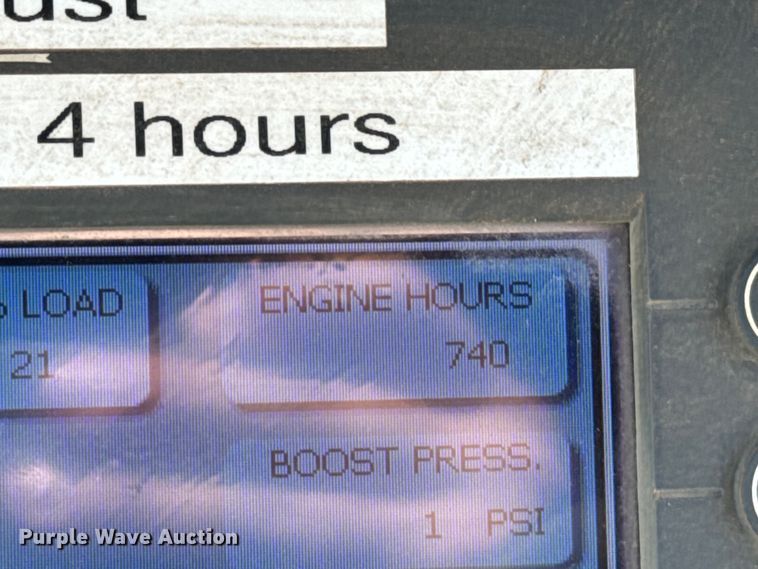 4 hours
LOAD
21
ENGINE HOURS
740
BOOST PRESS.
1 PSI
Purple Wave Auction